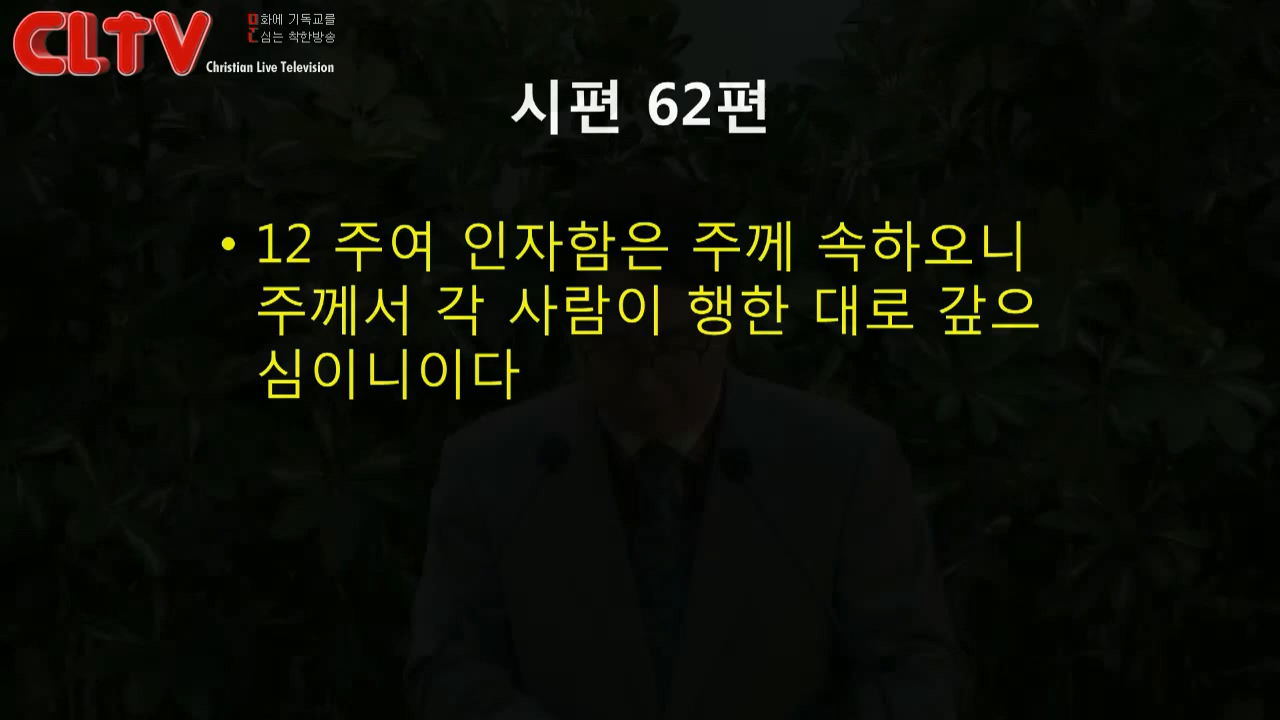 CLTV
문화에 기독교를
심는 착한방송
Christian Live Television
시편 62편
• 12 주여 인자함은 주께 속하오니
주께서 각 사람이 행한 대로 갚으
심이니이다